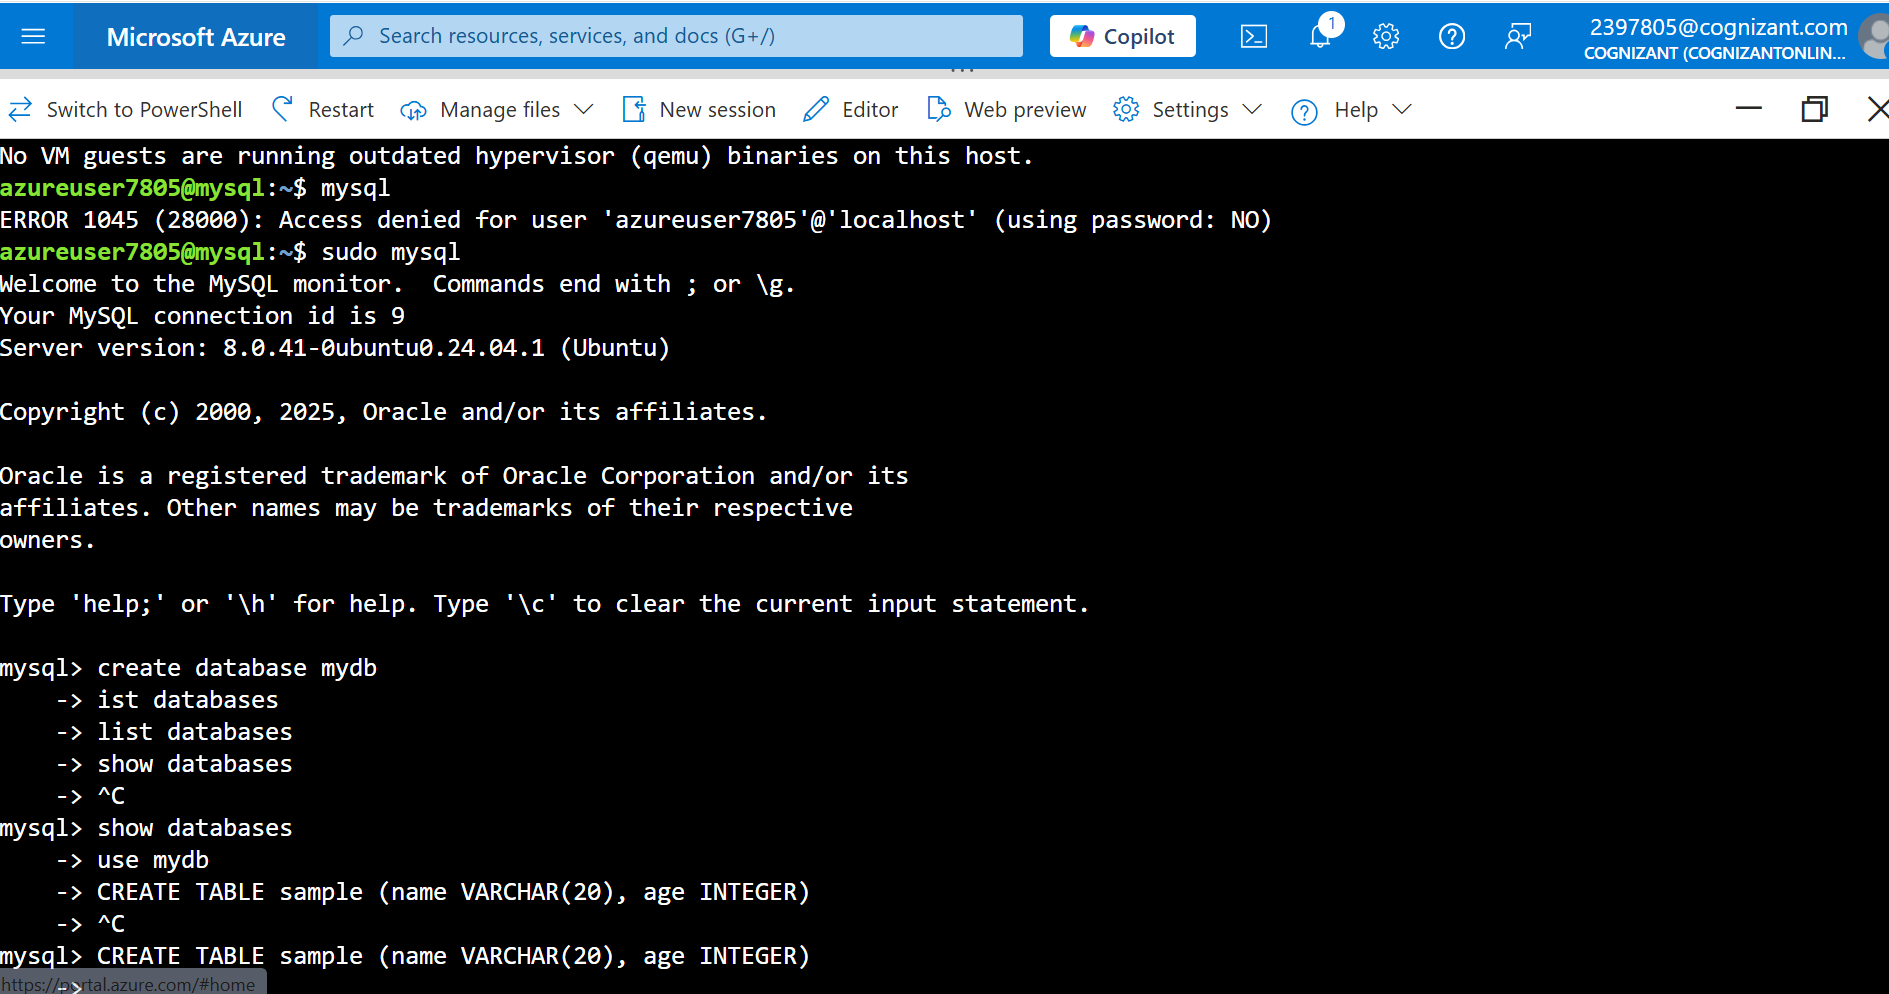 Microsoft Azure
Search resources, services, and docs (G+/)
Copilot
1
2397805@cognizant.com
COGNIZANT (COGNIZANTONLIN...
Switch to PowerShell
Restart
Manage files
New session
Editor
Web preview
Settings
Help
No VM guests are running outdated hypervisor (qemu) binaries on this host.
azureuser7805@mysql:~$ mysql
ERROR 1045 (28000): Access denied for user 'azureuser7805'@'localhost' (using password: NO)
azureuser7805@mysql:~$ sudo mysql
Welcome to the MySQL monitor.  Commands end with ; or \g.
Your MySQL connection id is 9
Server version: 8.0.41-0ubuntu0.24.04.1 (Ubuntu)
Copyright (c) 2000, 2025, Oracle and/or its affiliates.
Oracle is a registered trademark of Oracle Corporation and/or its
affiliates. Other names may be trademarks of their respective
owners.
Type 'help;' or '\h' for help. Type '\c' to clear the current input statement.
mysql> create database mydb
-> ist databases
-> list databases
-> show databases
-> ^C
mysql> show databases
-> use mydb
-> CREATE TABLE sample (name VARCHAR(20), age INTEGER)
-> ^C
mysql> CREATE TABLE sample (name VARCHAR(20), age INTEGER)
->
https://portal.azure.com/#home